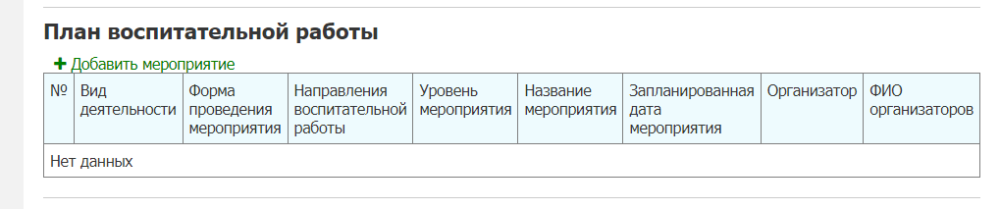 План воспитательной работы
+ Добавить мероприятие
№
Вид
деятельности
Форма
проведения
мероприятия
Направления
воспитательной
работы
Уровень
мероприятия
Название
мероприятия
Запланированная
дата
мероприятия
Организатор
ФИО
организаторов
Нет данных